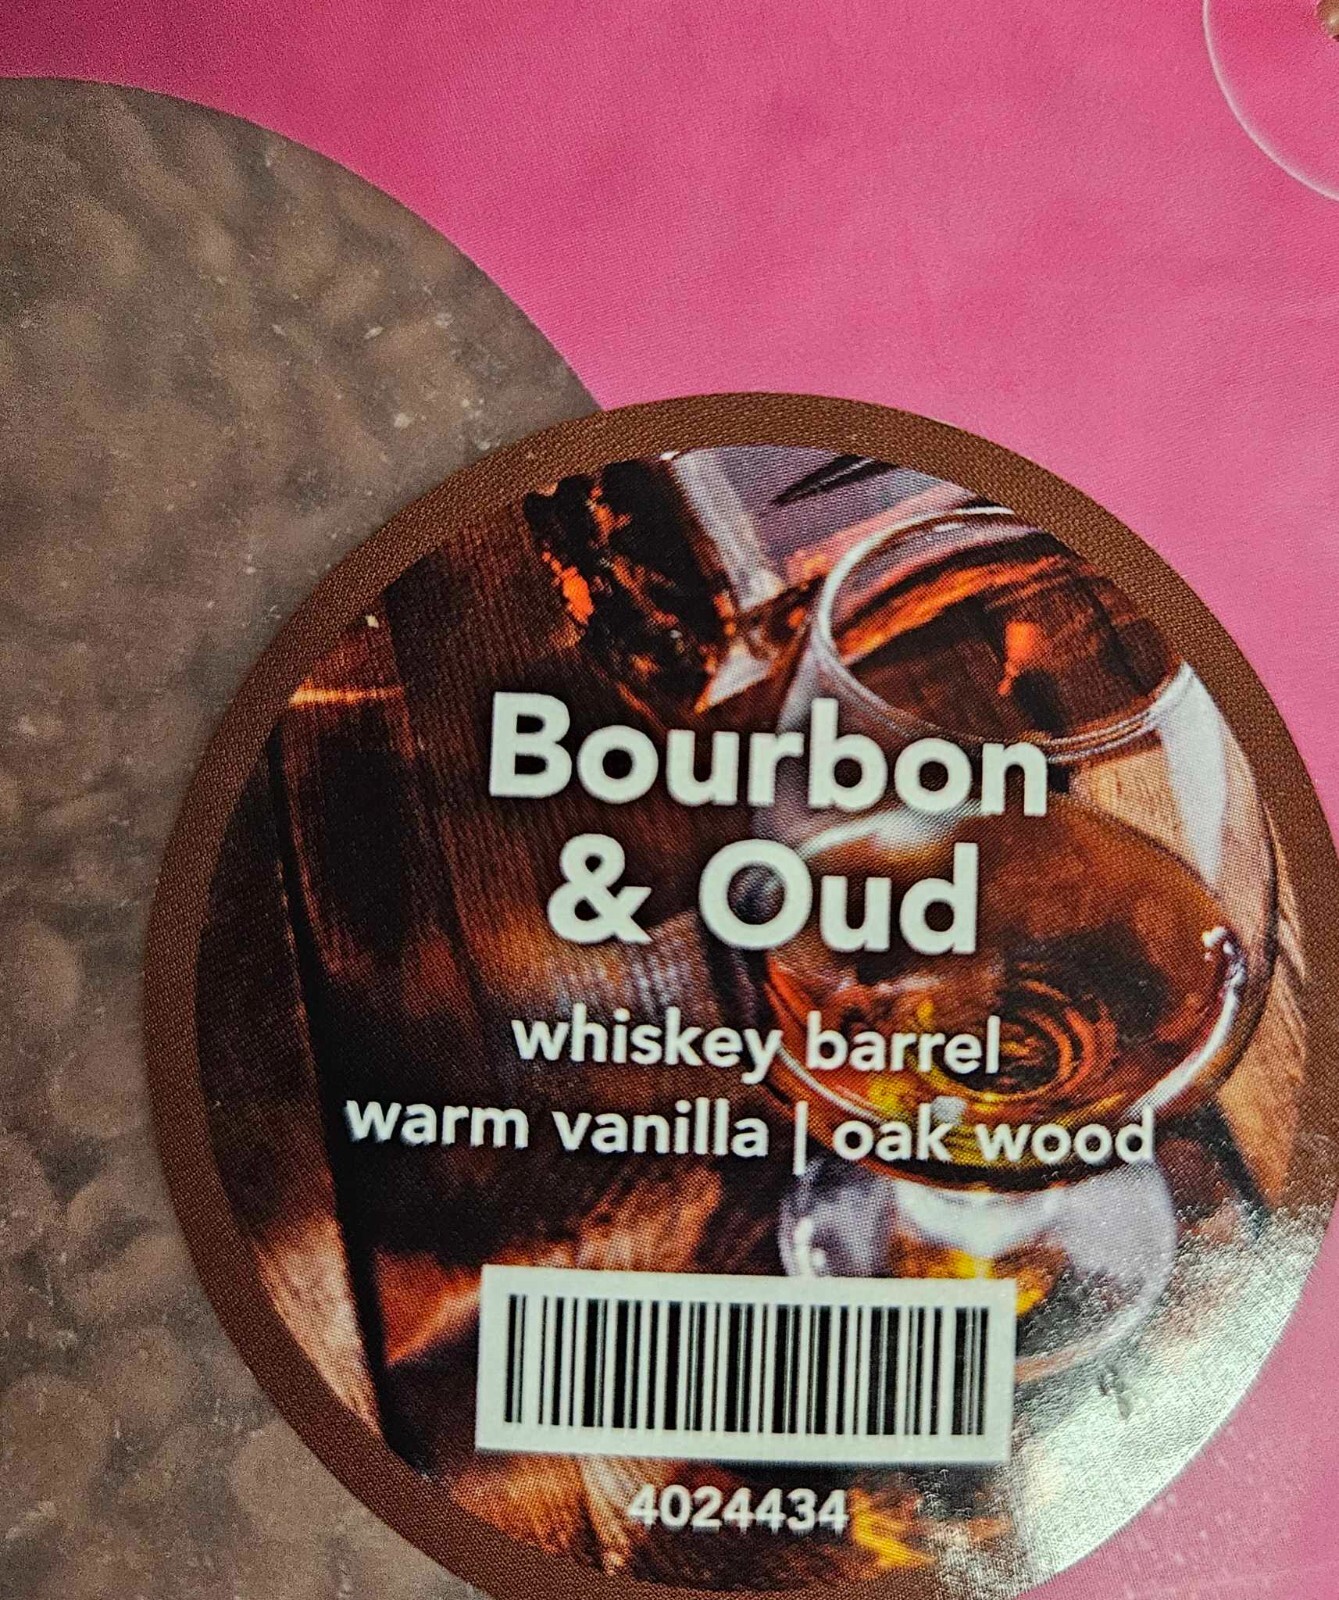 Bourbon
& Oud
whiskey barrel
warm vanilla | oak wood
4024434